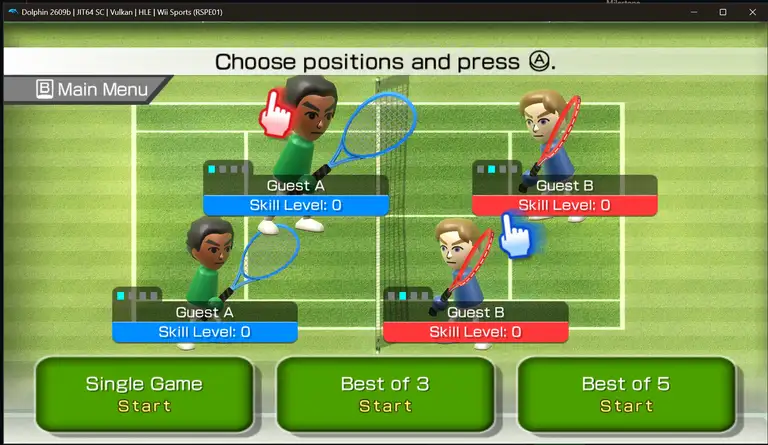 Dolphin 2609b | JIT64 SC | Vulkan | HLE | Wii Sports (RSPE01)
Choose positions and press Ⓐ.
B Main Menu
Guest A
Skill Level: 0
Guest B
Skill Level: 0
Guest A
Skill Level: 0
Guest B
Skill Level: 0
Single Game
Start
Best of 3
Start
Best of 5
Start